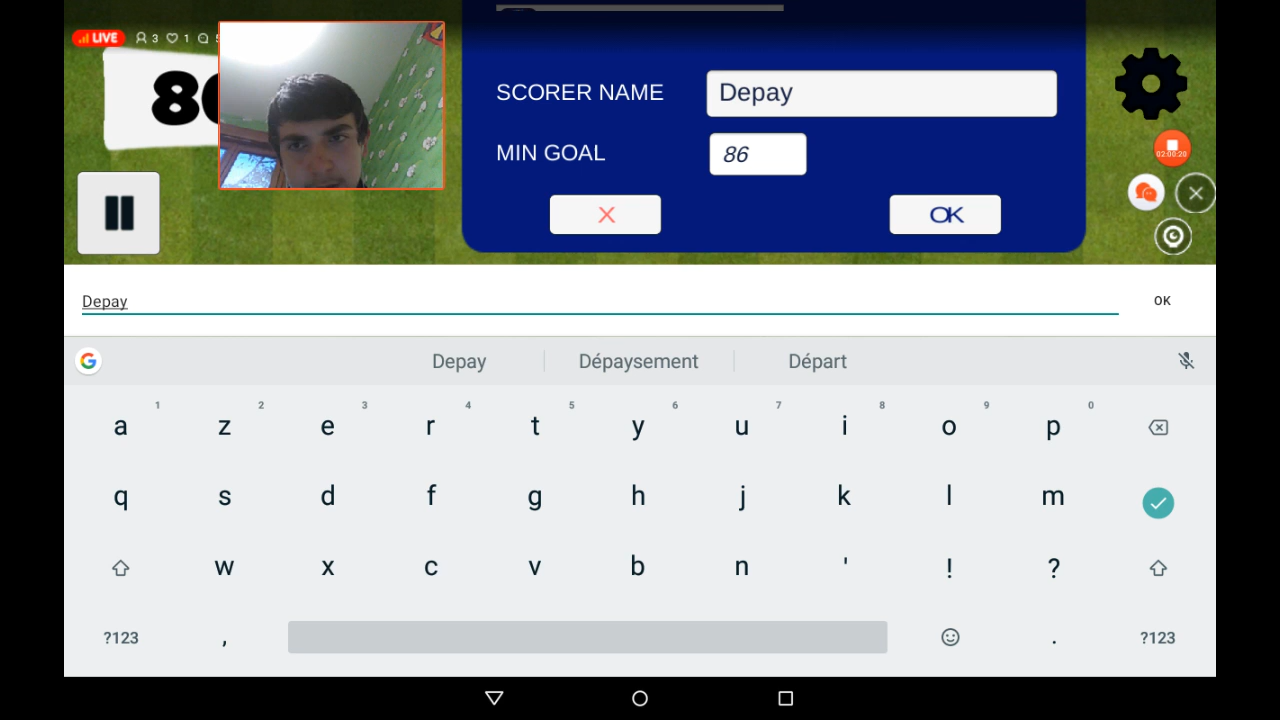 LIVE 3 1
SCORER NAME Depay
MIN GOAL 86
X OK
02:00:20
Depay OK
Depay Dépaysement Départ
1 2 3 4 5 6 7 8 9 0
a z e r t y u i o p
q s d f g h j k l m
w x c v b n ' ! ?
?123 , . ?123